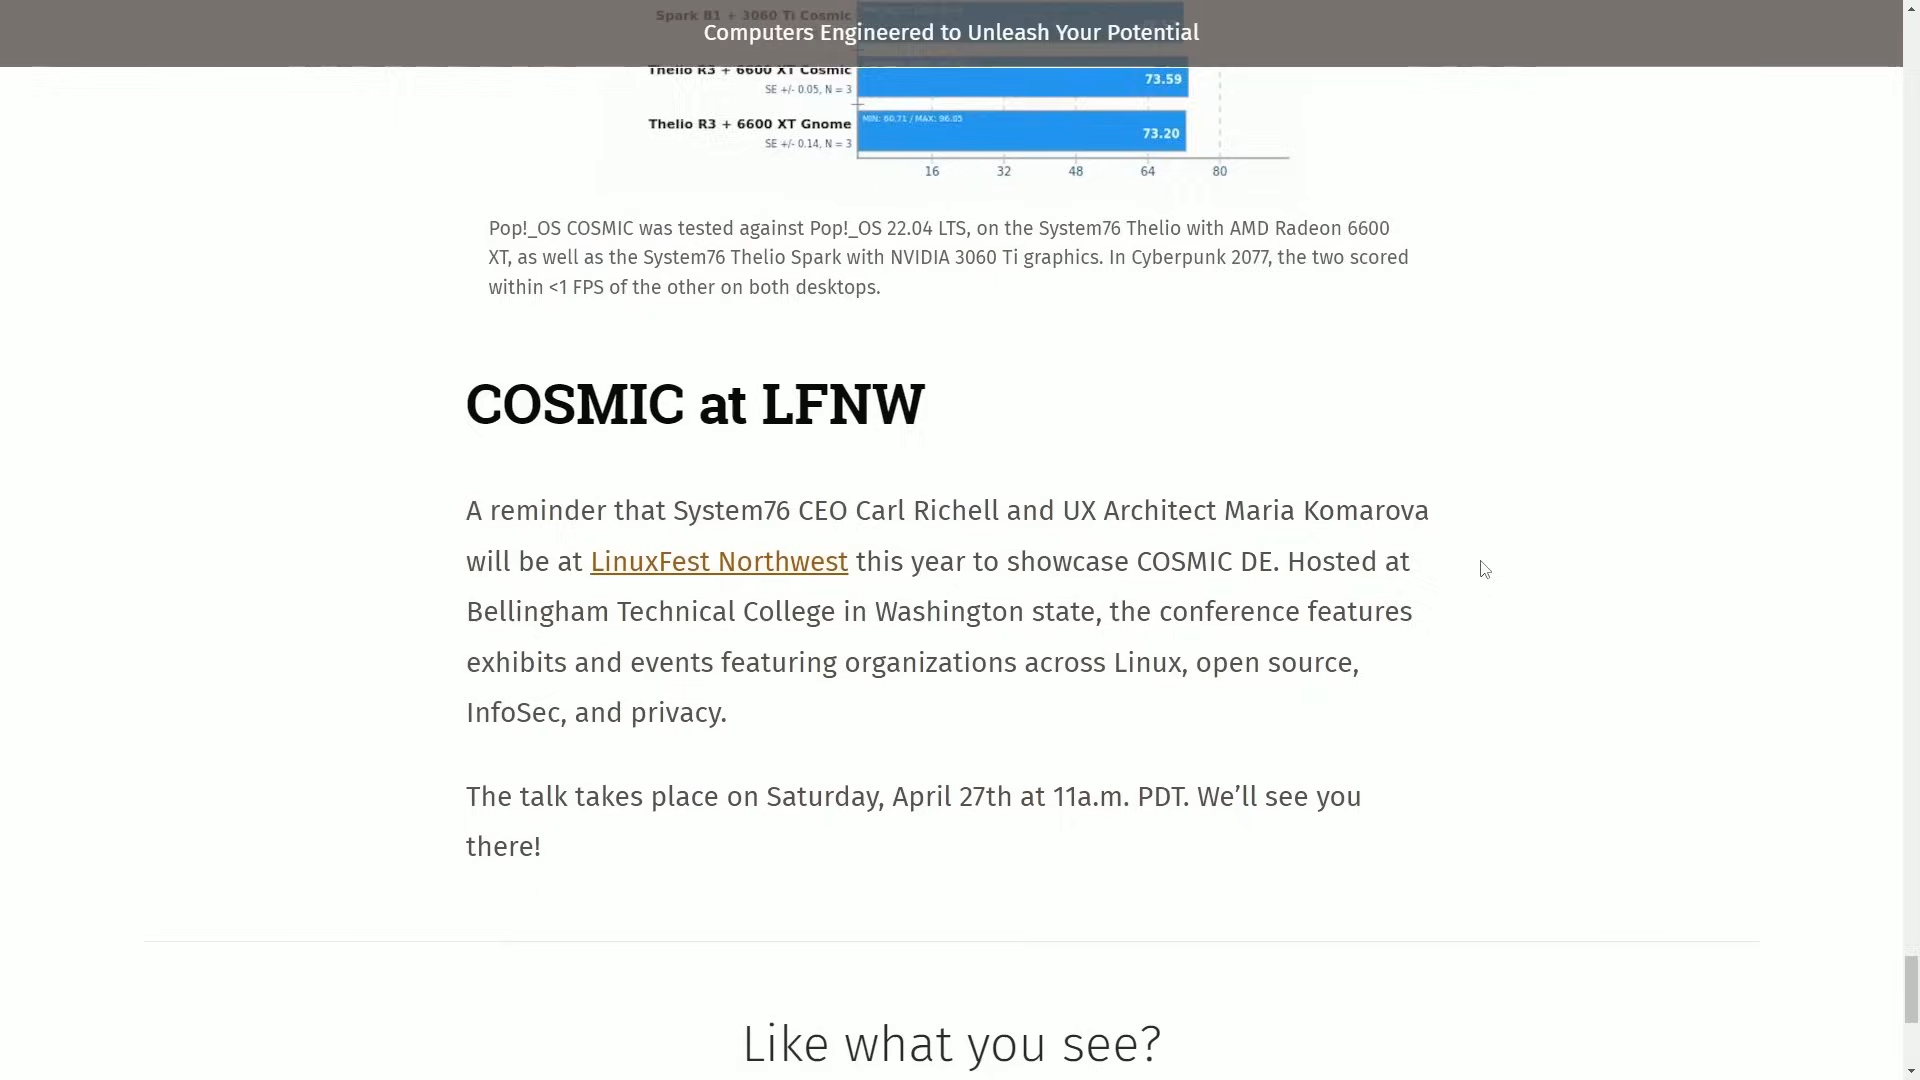 Spark B1 + 3060 Ti Cosmic
Computers Engineered to Unleash Your Potential
Thelio R3 + 6600 XT Cosmic
73.59
SE +/- 0.05, N = 3
Thelio R3 + 6600 XT Gnome
MIN: 60.71 / MAX: 96.05
73.20
SE +/- 0.14, N = 3
16 32 48 64 80
Pop!_OS COSMIC was tested against Pop!_OS 22.04 LTS, on the System76 Thelio with AMD Radeon 6600
XT, as well as the System76 Thelio Spark with NVIDIA 3060 Ti graphics. In Cyberpunk 2077, the two scored
within <1 FPS of the other on both desktops.
COSMIC at LFNW
A reminder that System76 CEO Carl Richell and UX Architect Maria Komarova
will be at LinuxFest Northwest this year to showcase COSMIC DE. Hosted at
Bellingham Technical College in Washington state, the conference features
exhibits and events featuring organizations across Linux, open source,
InfoSec, and privacy.
The talk takes place on Saturday, April 27th at 11a.m. PDT. We’ll see you
there!
Like what you see?